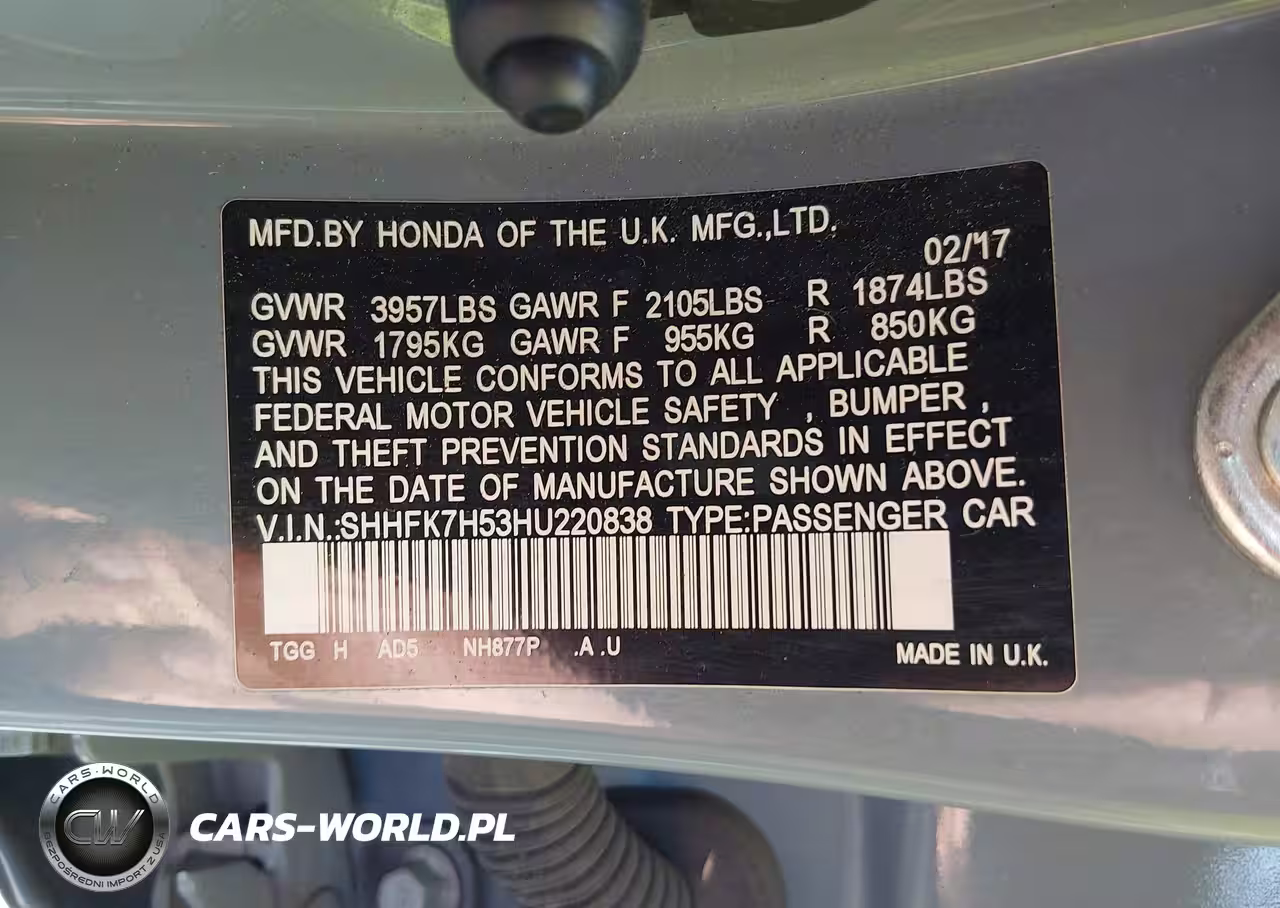 MFD.BY HONDA OF THE U.K. MFG.,LTD.
02/'17
GVWR 3957LBS GAWR F 2105LBS R 1874LBS
GVWR 1795KG GAWR F 955KG R 850KG
THIS VEHICLE CONFORMS TO ALL APPLICABLE
FEDERAL MOTOR VEHICLE SAFETY , BUMPER ,
AND THEFT PREVENTION STANDARDS IN EFFECT
ON THE DATE OF MANUFACTURE SHOWN ABOVE.
V.I.N.:SHHFK7H53HU220838 TYPE:PASSENGER CAR
TGG H AD5 NH877P .A .U MADE IN U.K.
CARS-WORLD
CW
BEZPOŚREDNI IMPORT Z USA
CARS-WORLD.PL